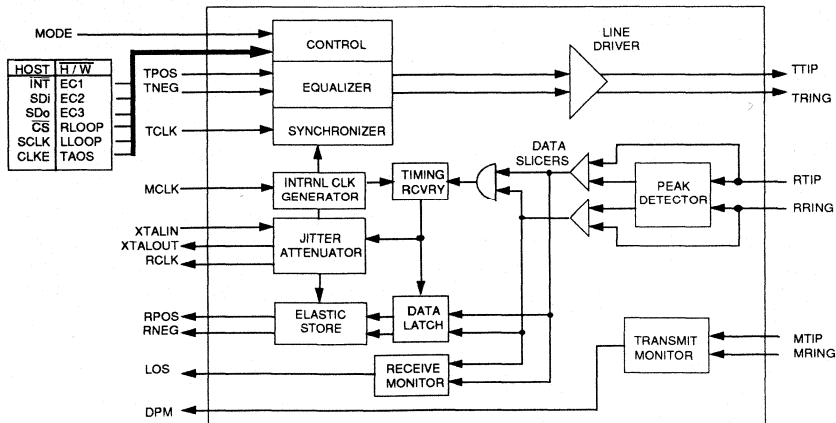 MODE
HOST H / W
INT EC1
SDi EC2
SDo EC3
CS RLOOP
SCLK LLOOP
CLKE TAOS
TPOS
TNEG
TCLK
MCLK
XTALIN
XTALOUT
RCLK
RPOS
RNEG
LOS
DPM
CONTROL
EQUALIZER
SYNCHRONIZER
INTRNL CLK
GENERATOR
TIMING
RCVRY
JITTER
ATTENUATOR
ELASTIC
STORE
DATA
LATCH
RECEIVE
MONITOR
LINE
DRIVER
DATA
SLICERS
PEAK
DETECTOR
TRANSMIT
MONITOR
TTIP
TRING
RTIP
RRING
MTIP
MRING